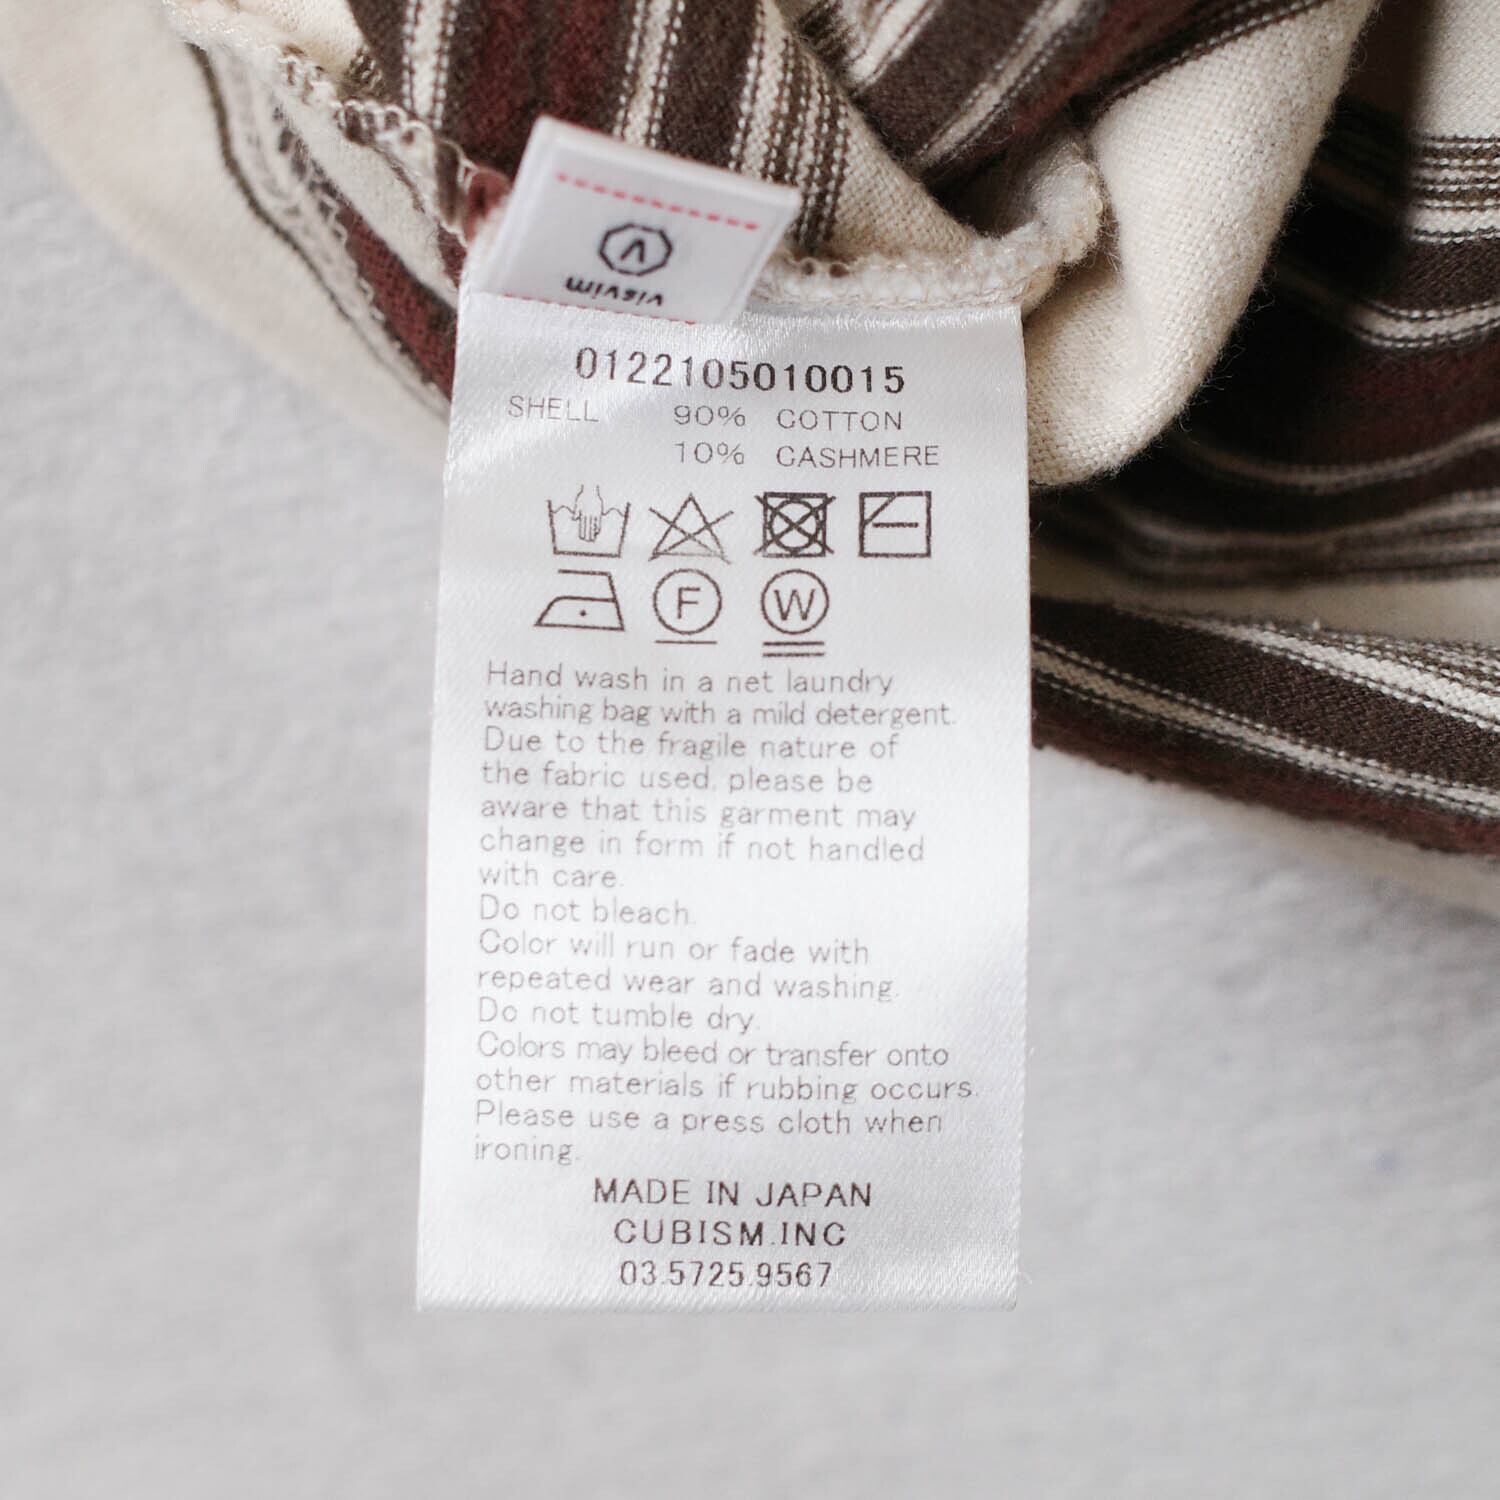 visvim
0122105010015
SHELL 90% COTTON
10% CASHMERE
F W
Hand wash in a net laundry
washing bag with a mild detergent.
Due to the fragile nature of
the fabric used, please be
aware that this garment may
change in form if not handled
with care.
Do not bleach.
Color will run or fade with
repeated wear and washing.
Do not tumble dry.
Colors may bleed or transfer onto
other materials if rubbing occurs.
Please use a press cloth when
ironing.
MADE IN JAPAN
CUBISM.INC
03.5725.9567